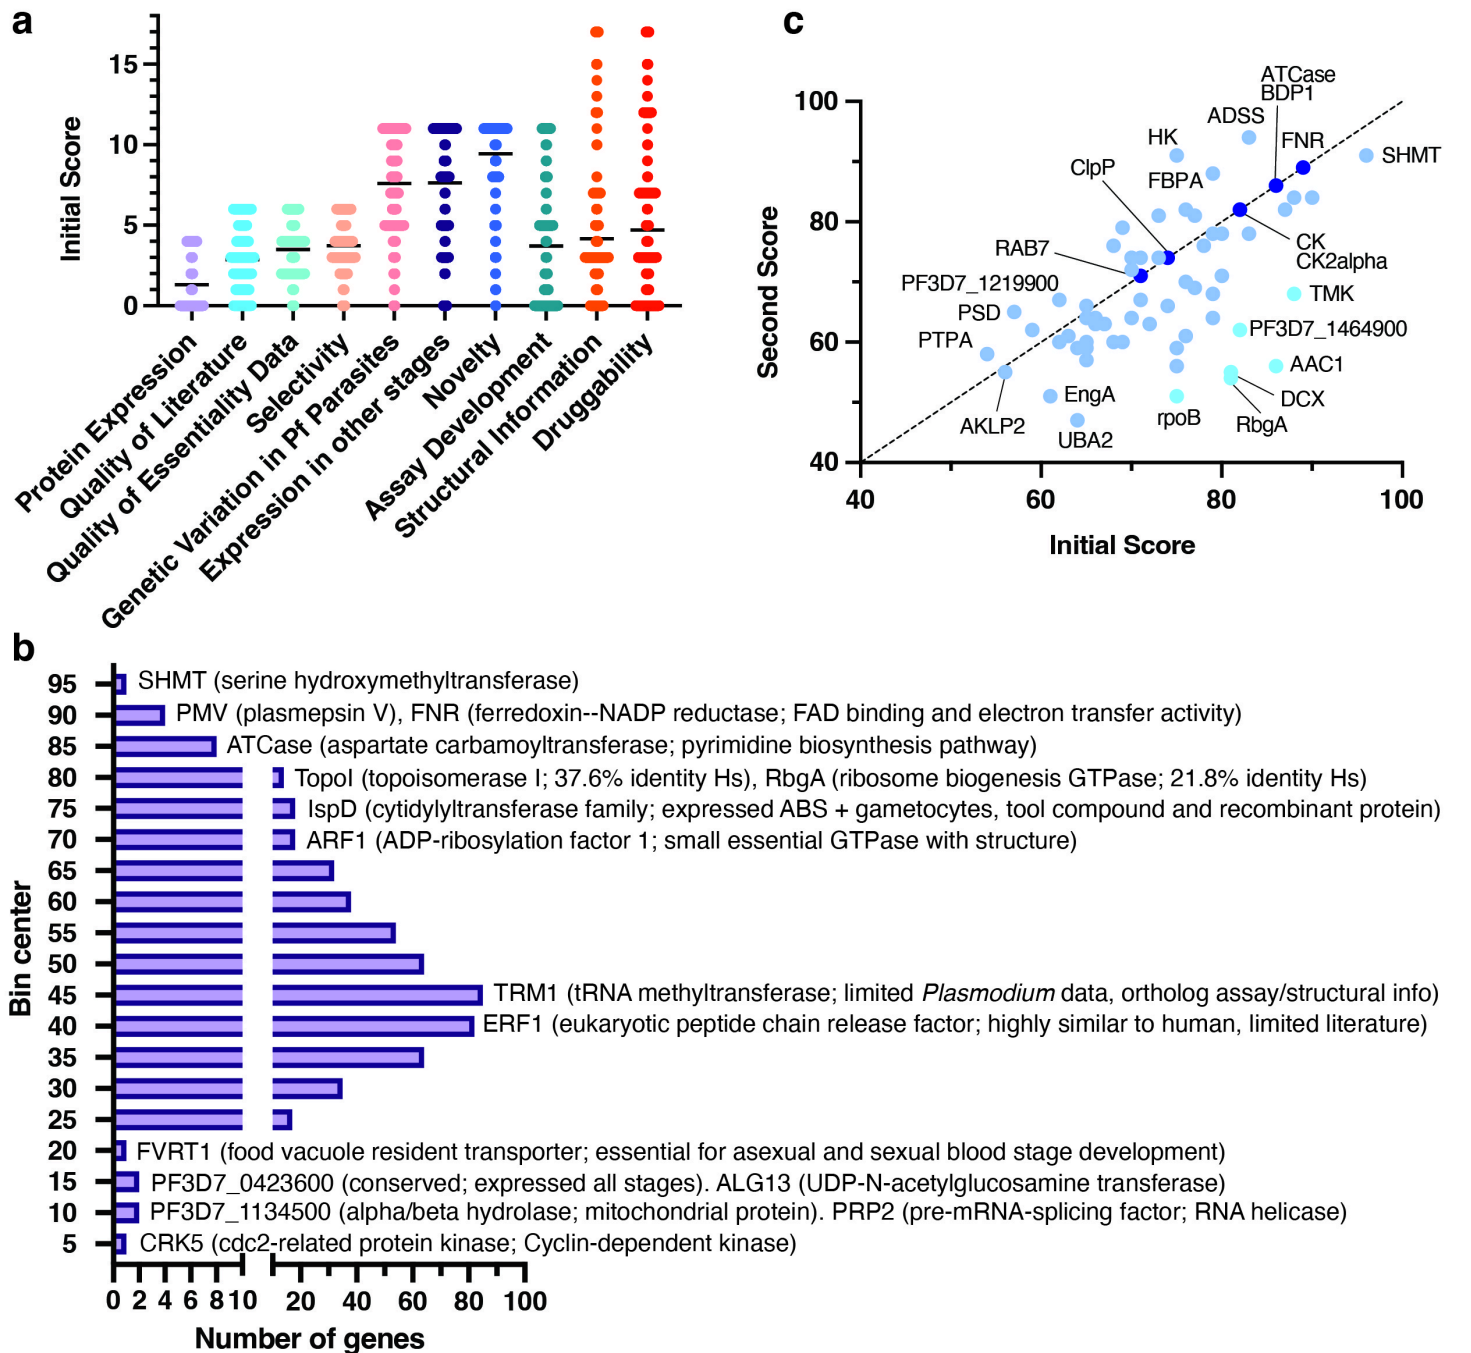 a
15
10
5
0
Initial Score
Protein Expression
Quality of Literature
Quality of Essentiality Data
Selectivity
Genetic Variation in Pf Parasites
Expression in other stages
Novelty
Assay Development
Structural Information
Druggability
c
100
80
60
40
Second Score
40 60 80 100
Initial Score
ATCase
BDP1
ADSS
HK
FNR
SHMT
ClpP
FBPA
RAB7
CK
CK2alpha
PF3D7_1219900
TMK
PSD
PF3D7_1464900
PTPA
AAC1
EngA
DCX
AKLP2
rpoB
RbgA
UBA2
b
Bin center
95 SHMT (serine hydroxymethyltransferase)
90 PMV (plasmepsin V), FNR (ferredoxin--NADP reductase; FAD binding and electron transfer activity)
85 ATCase (aspartate carbamoyltransferase; pyrimidine biosynthesis pathway)
80 TopoI (topoisomerase I; 37.6% identity Hs), RbgA (ribosome biogenesis GTPase; 21.8% identity Hs)
75 IspD (cytidylyltransferase family; expressed ABS + gametocytes, tool compound and recombinant protein)
70 ARF1 (ADP-ribosylation factor 1; small essential GTPase with structure)
65
60
55
50
45 TRM1 (tRNA methyltransferase; limited Plasmodium data, ortholog assay/structural info)
40 ERF1 (eukaryotic peptide chain release factor; highly similar to human, limited literature)
35
30
25
20 FVRT1 (food vacuole resident transporter; essential for asexual and sexual blood stage development)
15 PF3D7_0423600 (conserved; expressed all stages). ALG13 (UDP-N-acetylglucosamine transferase)
10 PF3D7_1134500 (alpha/beta hydrolase; mitochondrial protein). PRP2 (pre-mRNA-splicing factor; RNA helicase)
5 CRK5 (cdc2-related protein kinase; Cyclin-dependent kinase)
0 2 4 6 8 10 20 40 60 80 100
Number of genes